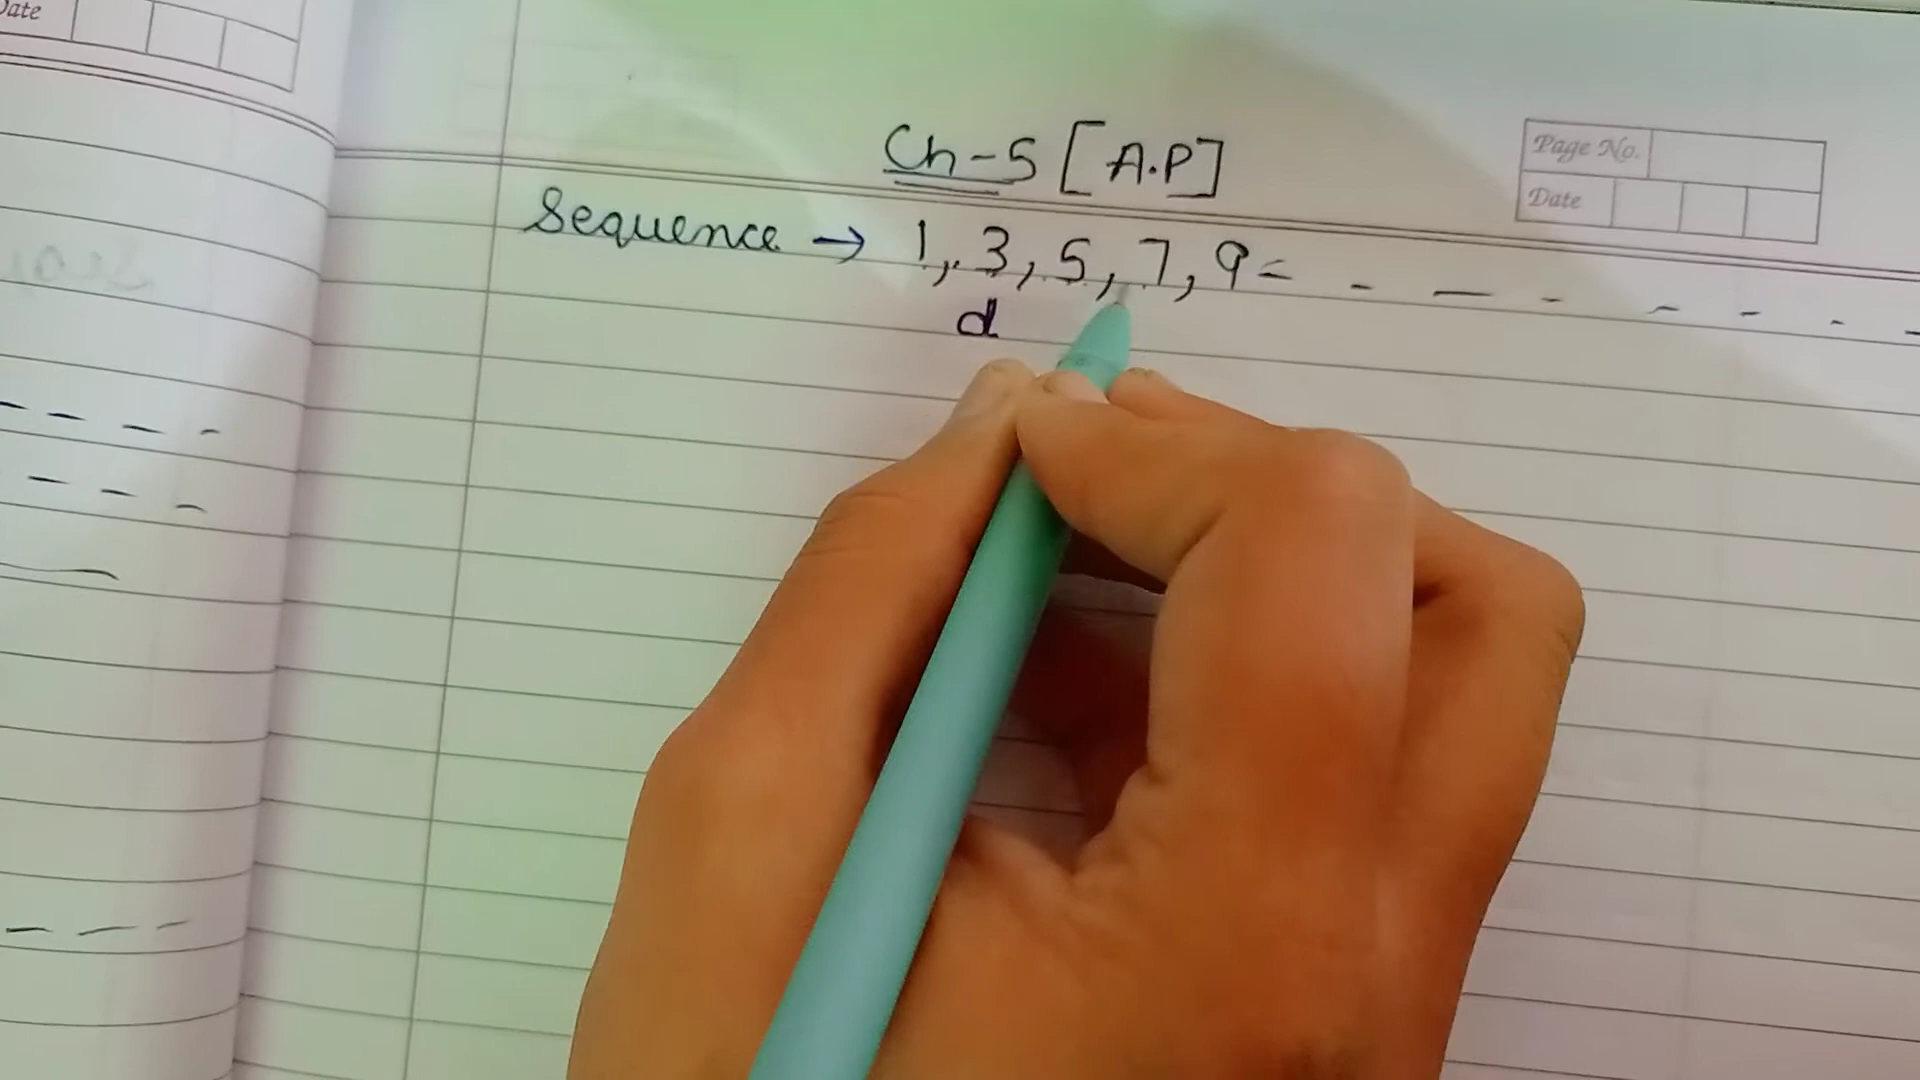 Date
Ch-5 [A.P]
Page No.
Date
Sequence → 1, 3, 5, 7, 9 - - - - - - - -
d